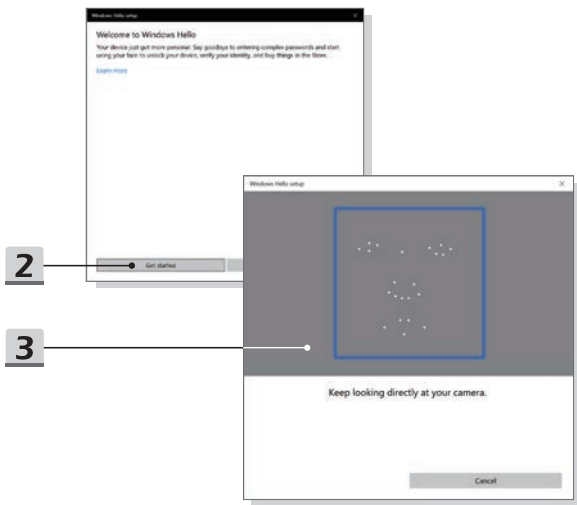 Windows Hello setup
Welcome to Windows Hello
Your device just got more personal. Say goodbye to entering complex passwords and start
using your face to unlock your device, verify your identity, and buy things in the Store.
Learn more
2
Get started
Windows Hello setup
3
Keep looking directly at your camera.
Cancel